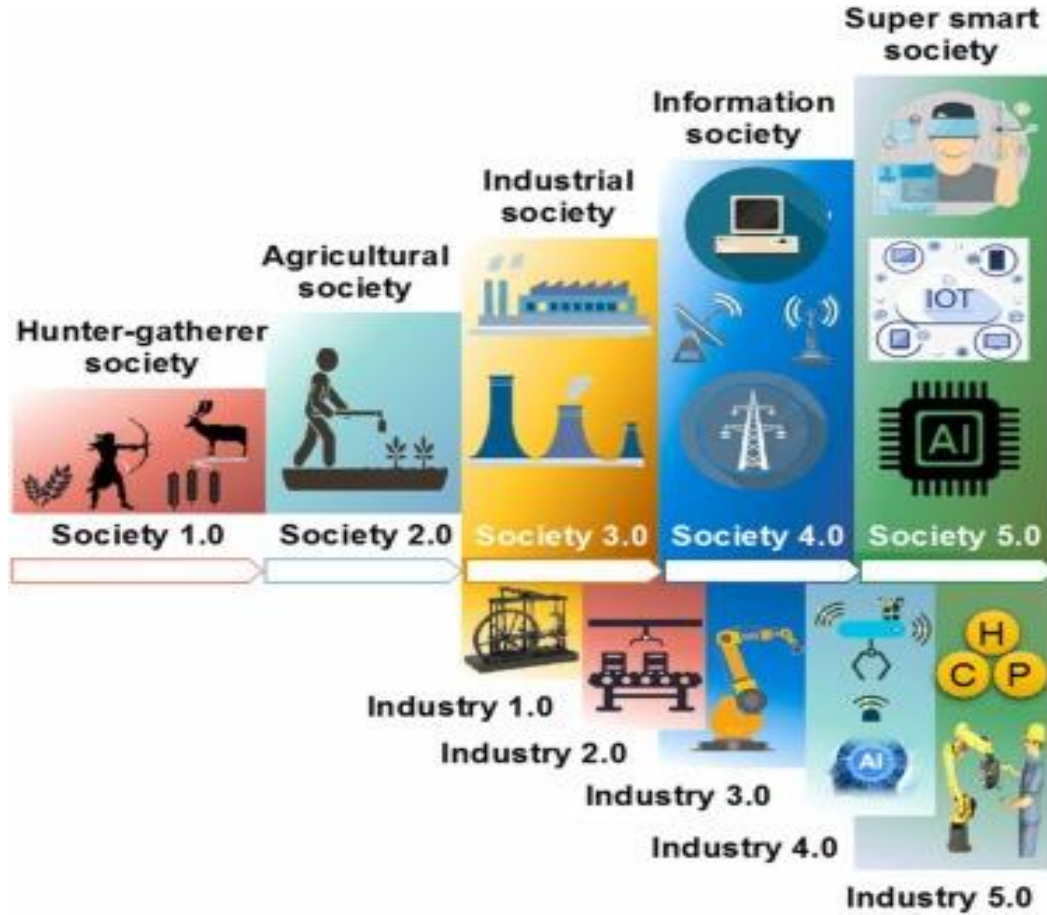 Super smart
society
Information
society
Industrial
society
Agricultural
society
Hunter-gatherer
society
IOT
AI
Society 1.0
Society 2.0
Society 3.0
Society 4.0
Society 5.0
H
C P
Industry 1.0
Industry 2.0
AI
Industry 3.0
Industry 4.0
Industry 5.0